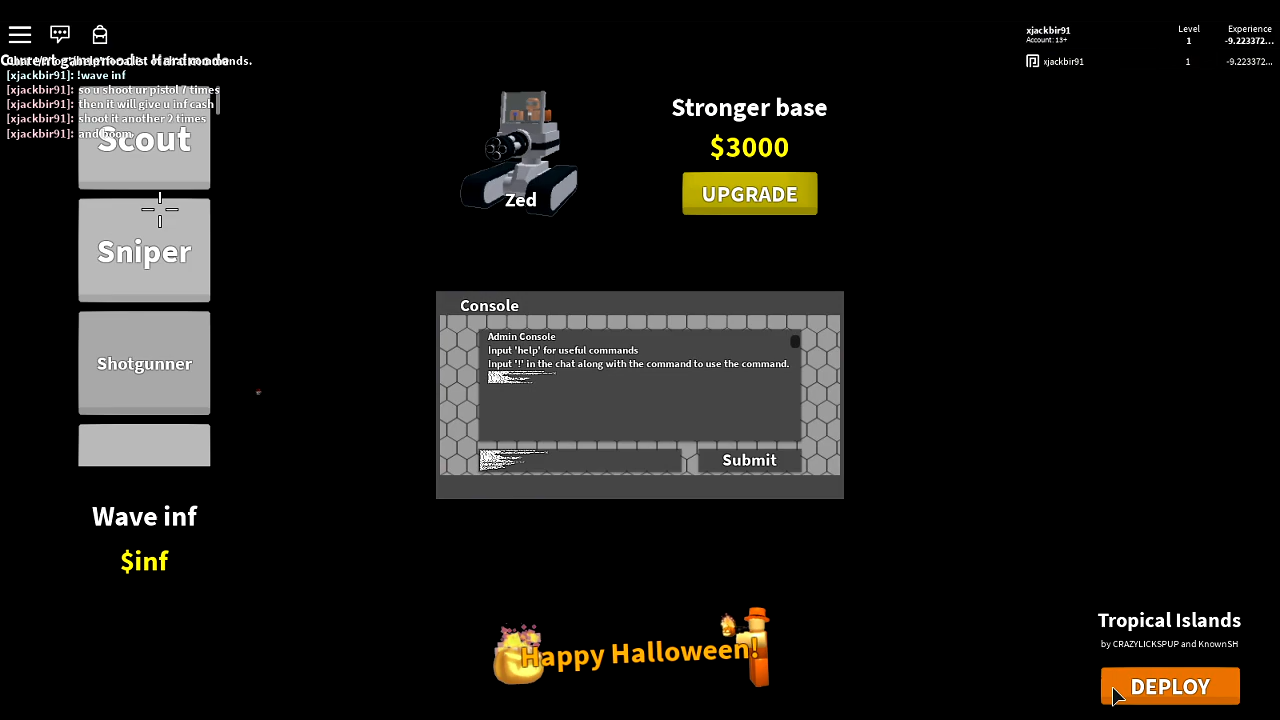 xjackbir91
Account: 13+
Level
1
Experience
-9.223372...
xjackbir91
1
-9.223372...
[xjackbir91]: !wave inf
[xjackbir91]: so u shoot ur pistol 7 times
[xjackbir91]: then it will give u inf cash
[xjackbir91]: shoot it another 2 times
[xjackbir91]: and boom
Scout
Sniper
Shotgunner
Wave inf
$inf
Zed
Stronger base
$3000
UPGRADE
Console
Admin Console
Input 'help' for useful commands
Input '!' in the chat along with the command to use the command.
Submit
Happy Halloween!
Tropical Islands
by CRAZYLICKSPUP and KnownSH
DEPLOY